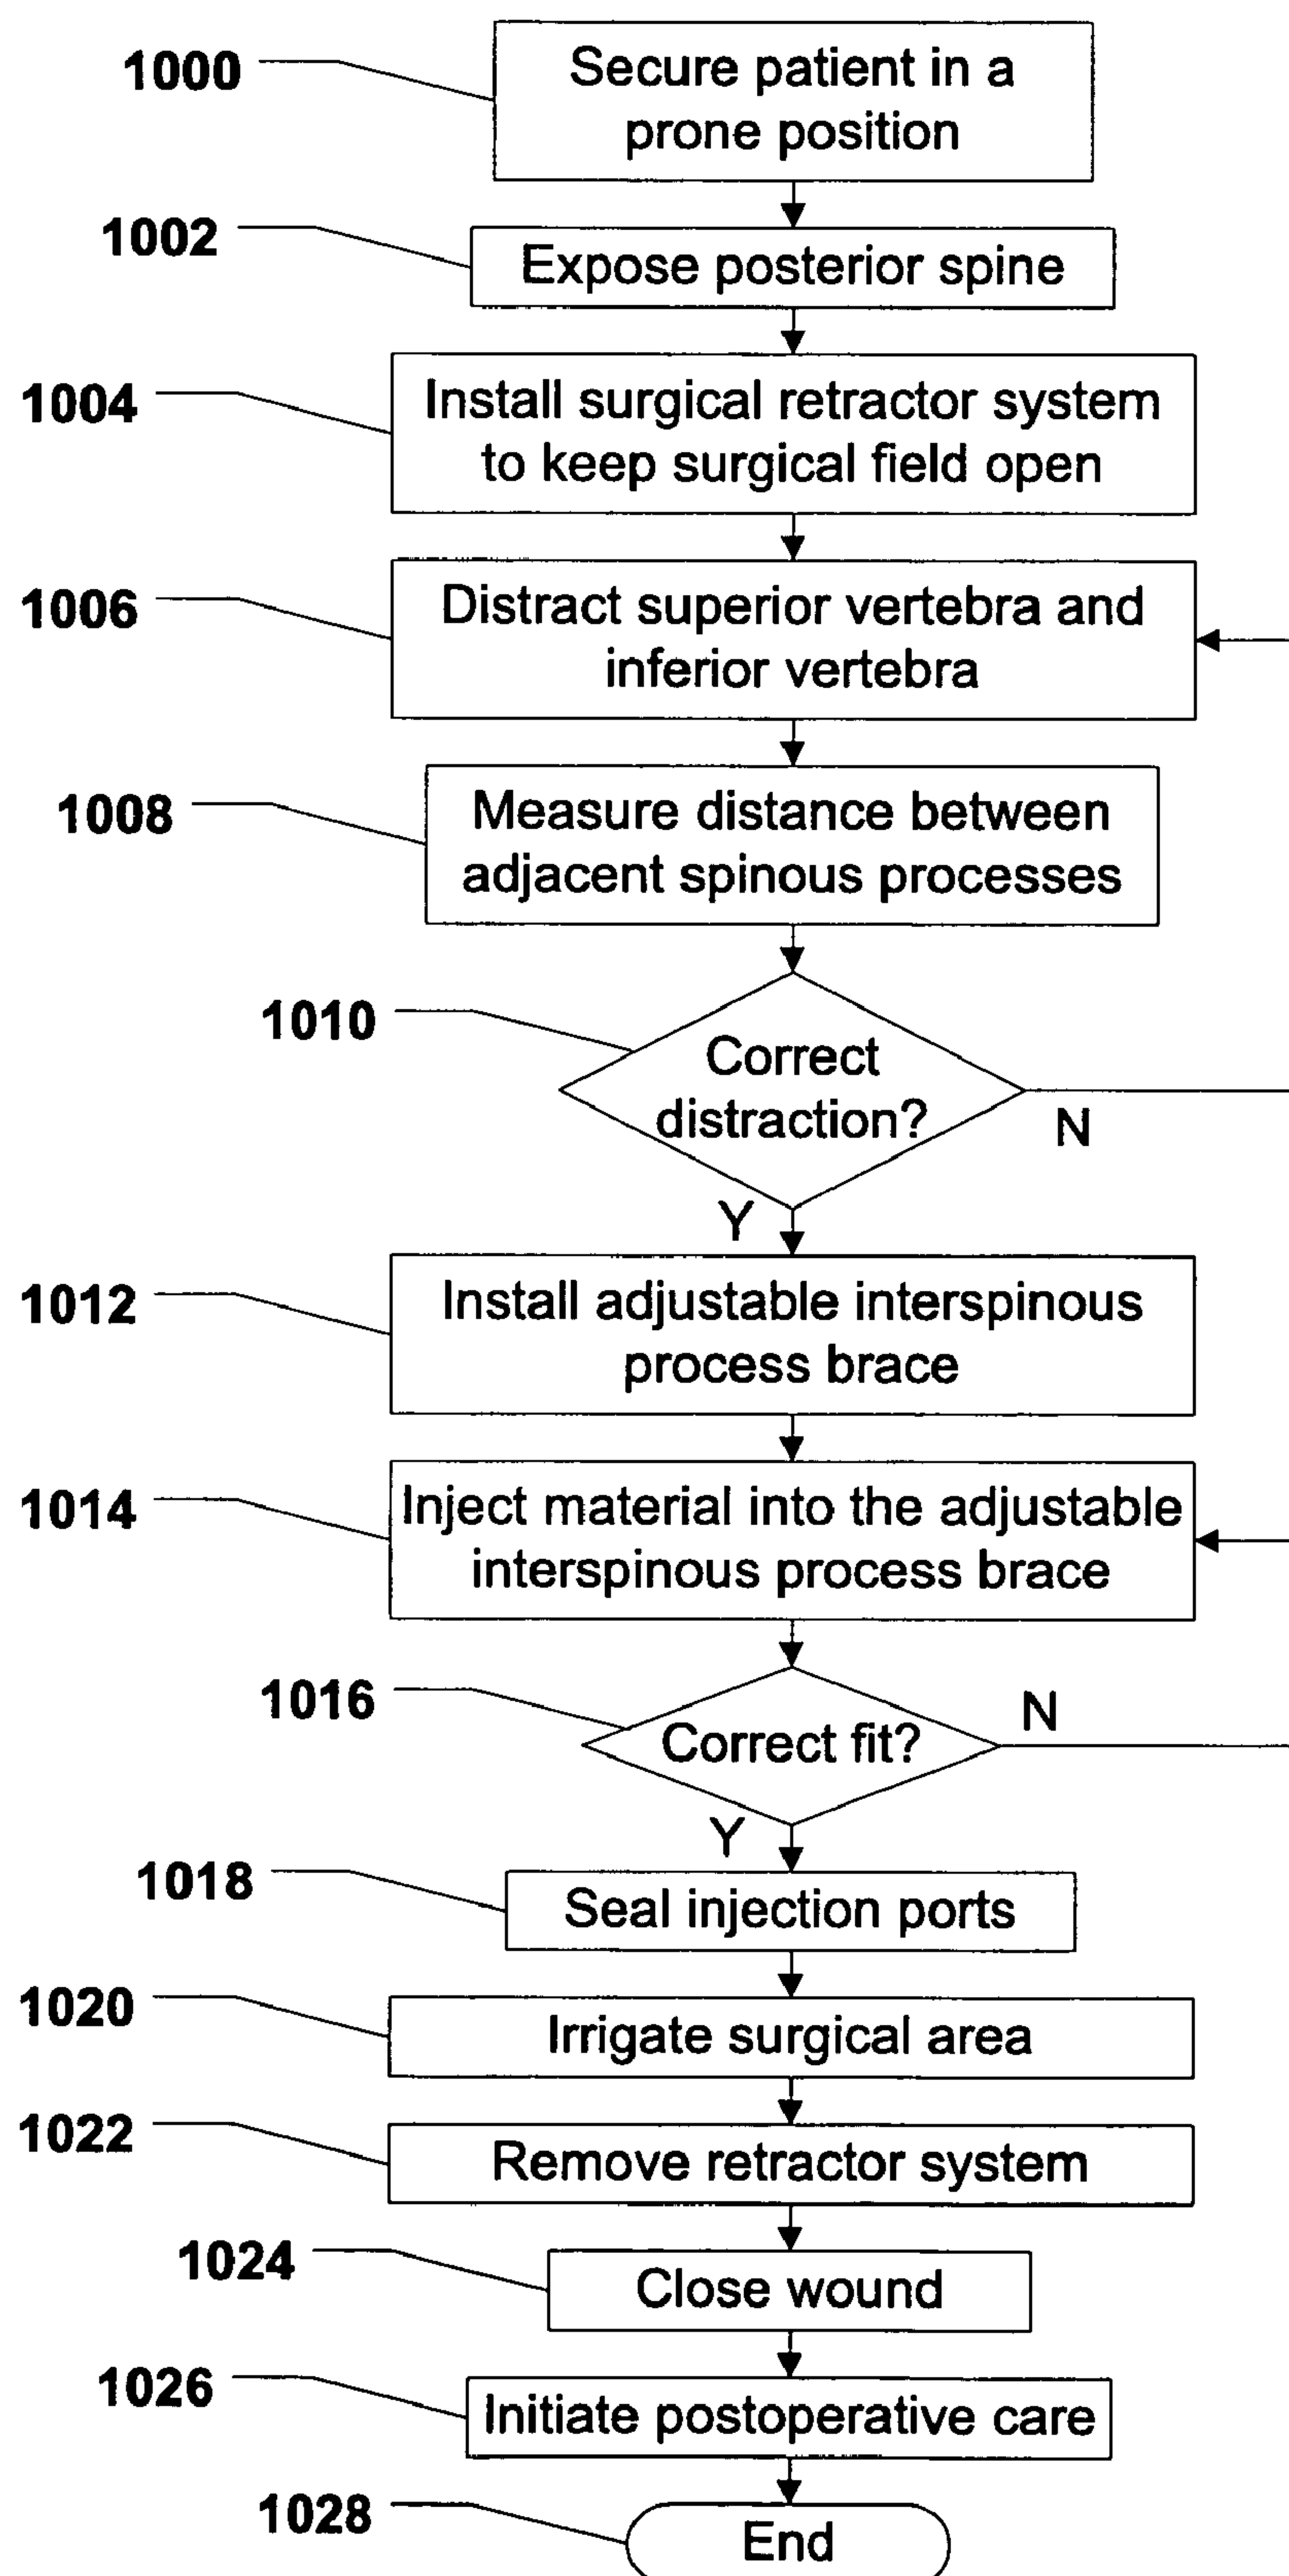 1000
Secure patient in a
prone position
1002
Expose posterior spine
1004
Install surgical retractor system
to keep surgical field open
1006
Distract superior vertebra and
inferior vertebra
1008
Measure distance between
adjacent spinous processes
1010
Correct
distraction?
N
Y
1012
Install adjustable interspinous
process brace
1014
Inject material into the adjustable
interspinous process brace
1016
Correct fit?
N
Y
1018
Seal injection ports
1020
Irrigate surgical area
1022
Remove retractor system
1024
Close wound
1026
Initiate postoperative care
1028
End